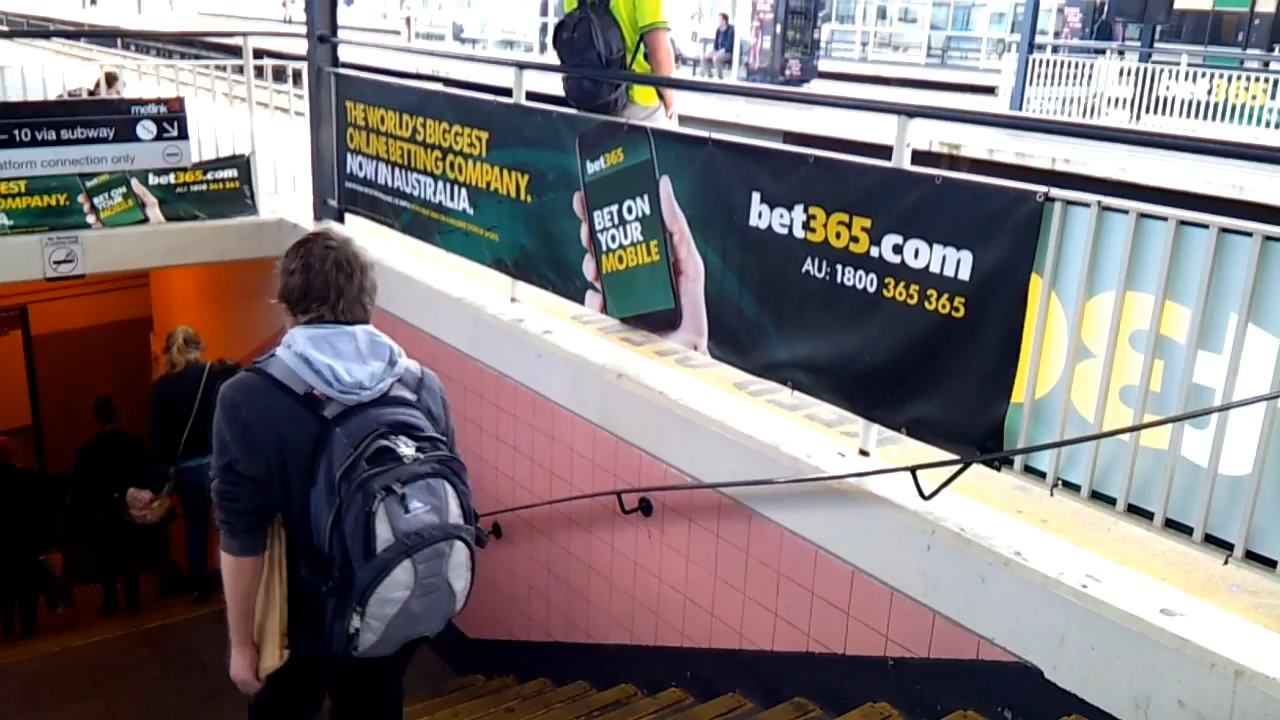 metlink
– 10 via subway
atform connection only
EST
OMPANY.
BET ON
YOUR
MOBILE
bet365.com
AU: 1800 365 365
THE WORLD'S BIGGEST
ONLINE BETTING COMPANY.
NOW IN AUSTRALIA.
bet365
BET ON
YOUR
MOBILE
bet365.com
AU: 1800 365 365